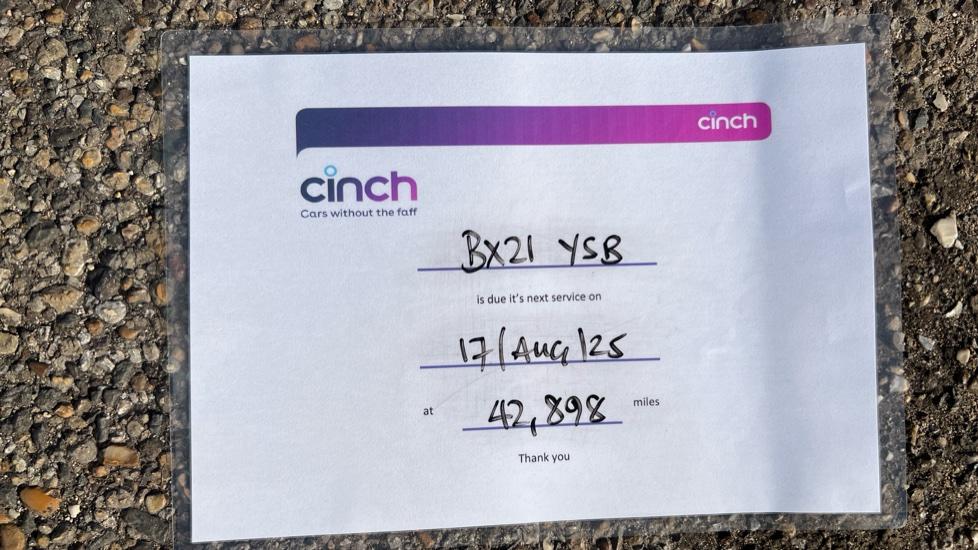 cinch
cinch
Cars without the faff
BX21 YSB
is due it's next service on
17/Aug/25
at 42,898 miles
Thank you